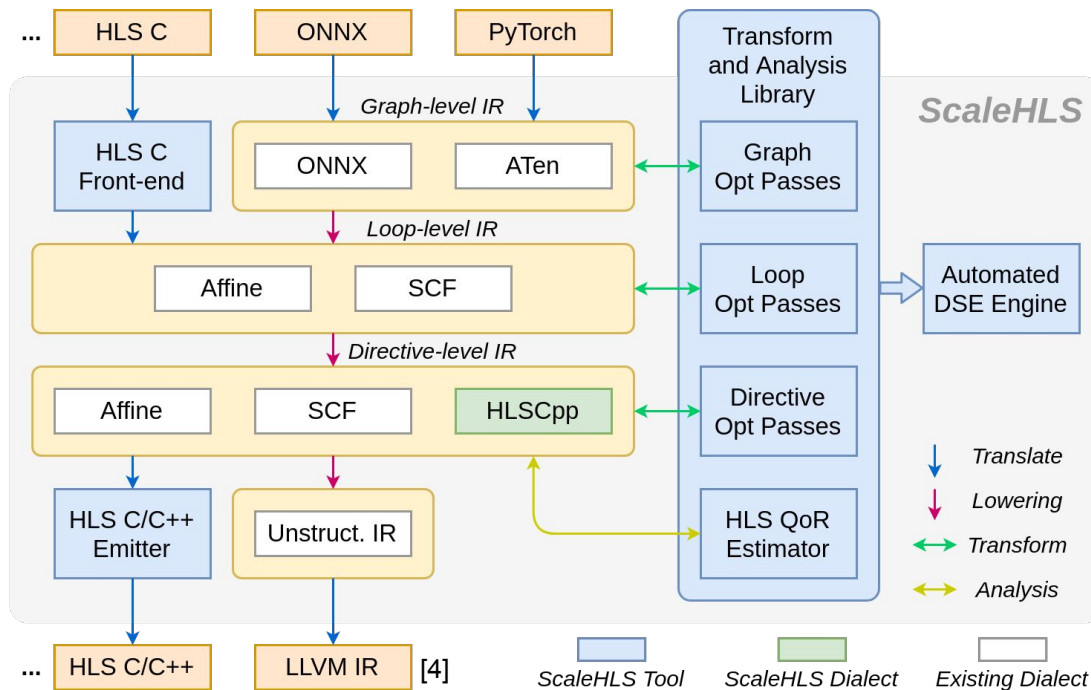 ... HLS C ONNX PyTorch
Transform
and Analysis
Library
ScaleHLS
Graph-level IR
HLS C
Front-end
ONNX ATen
Graph
Opt Passes
Loop-level IR
Affine SCF
Loop
Opt Passes
Automated
DSE Engine
Directive-level IR
Affine SCF HLSCpp
Directive
Opt Passes
HLS C/C++
Emitter
Unstruct. IR
HLS QoR
Estimator
Translate
Lowering
Transform
Analysis
... HLS C/C++ LLVM IR [4]
ScaleHLS Tool ScaleHLS Dialect Existing Dialect